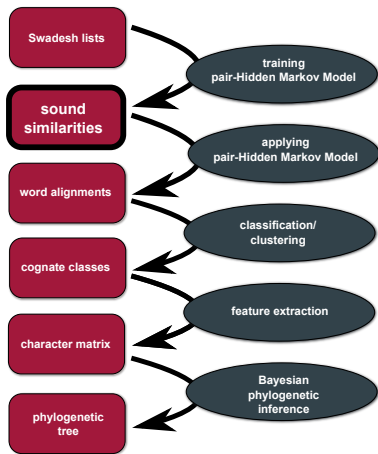 Swadesh lists
training
pair-Hidden Markov Model
sound
similarities
applying
pair-Hidden Markov Model
word alignments
classification/
clustering
cognate classes
feature extraction
character matrix
Bayesian
phylogenetic
inference
phylogenetic
tree